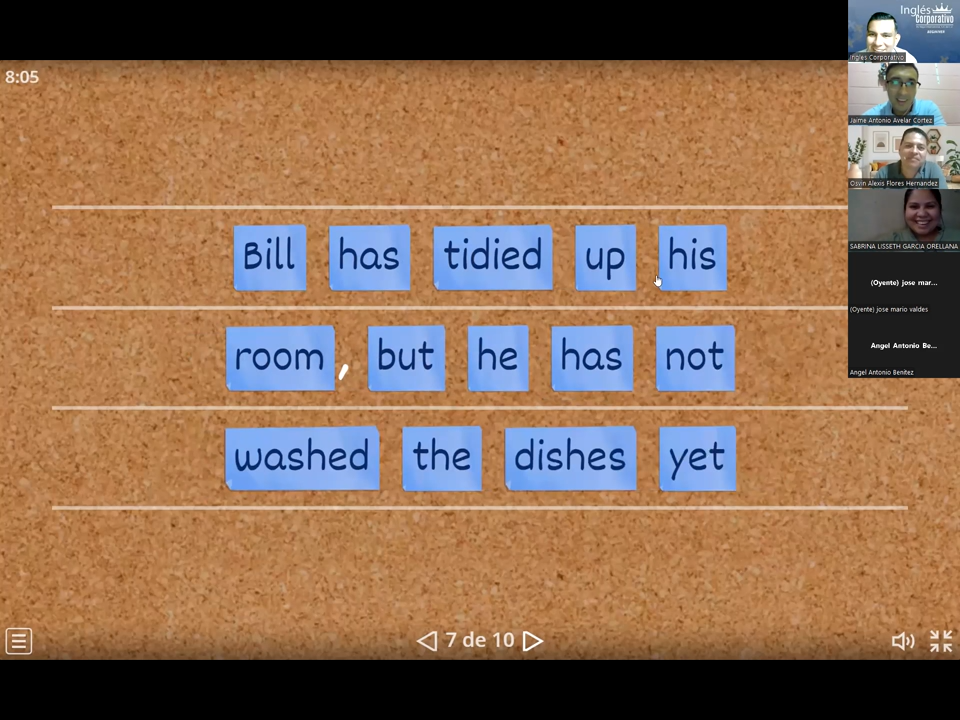 8:05
Bill has tidied up his
room, but he has not
washed the dishes yet
7 de 10
Inglés
Corporativo
Inglés Corporativo
Jaime Antonio Avelar Cortez
Osvin Alexis Flores Hernandez
SABRINA LISSETH GARCIA ORELLANA
(Oyente) jose mar...
(Oyente) jose mario valdes
Angel Antonio Be...
Angel Antonio Benitez